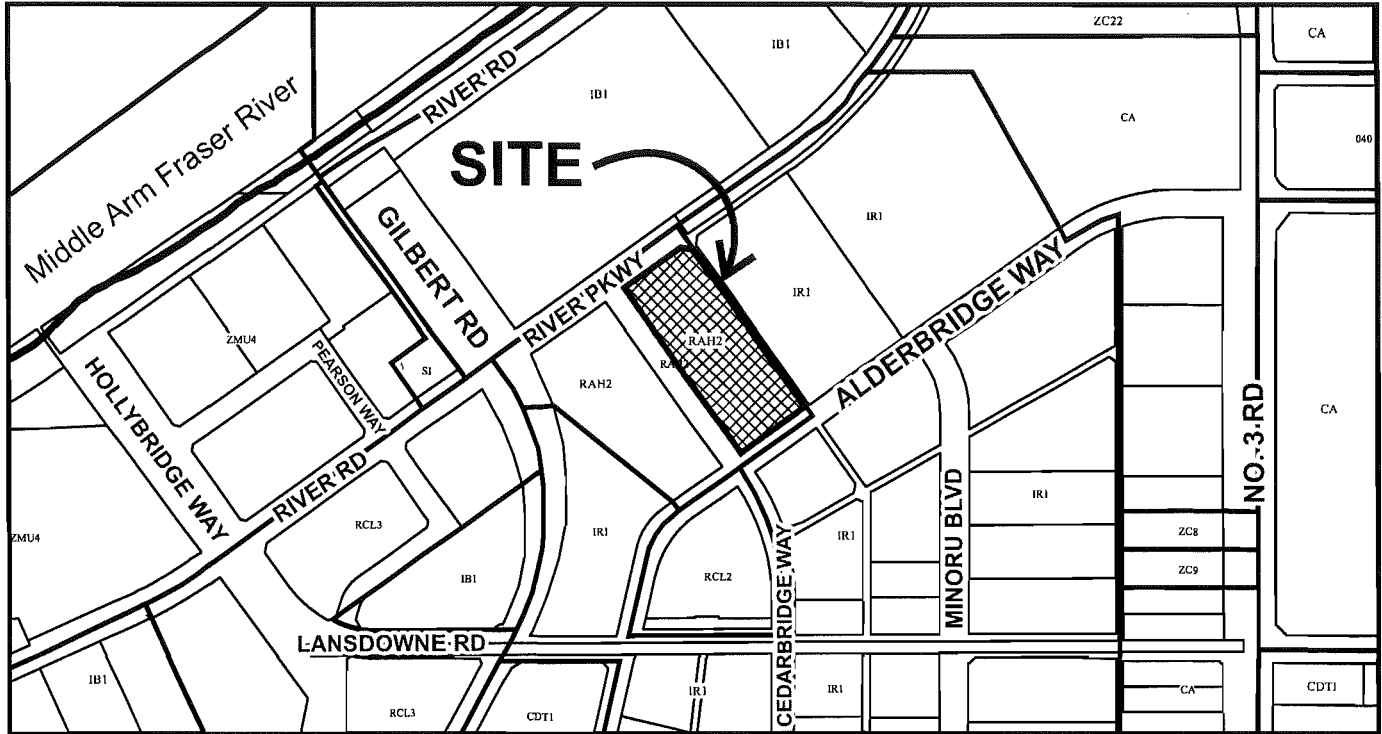 ZC22
CA
IB1
RIVER RD
IB1
CA
040
Middle Arm Fraser River
SITE
GILBERT RD
IR1
RIVER PKWY
IR1
ALDERBRIDGE WAY
RAH2
ZMU4
PEARSON WAY
S1
RAH2
CA
HOLLYBRIDGE WAY
NO. 3 RD
RIVER RD
MINORU BLVD
IR1
RCL3
ZMU4
IR1
IR1
ZC8
CEDARBRIDGE WAY
ZC9
IB1
RCL2
LANSDOWNE RD
IB1
IR1
IR1
CA
CDT1
RCL3
CDT1